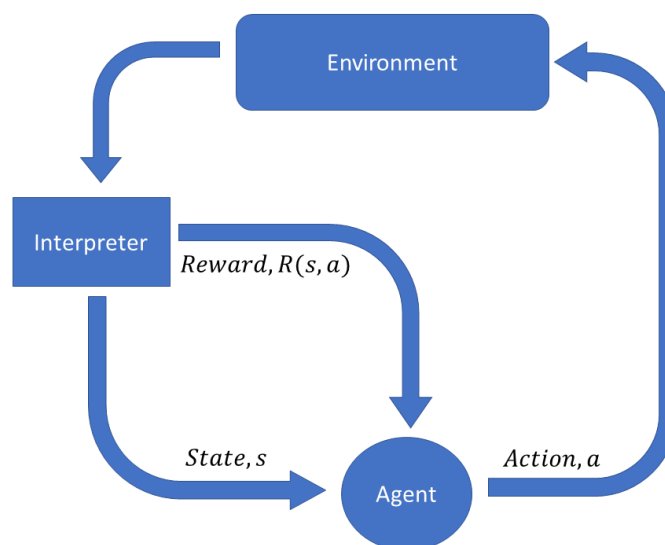 Environment
Interpreter
Reward, R(s, a)
State, s
Action, a
Agent